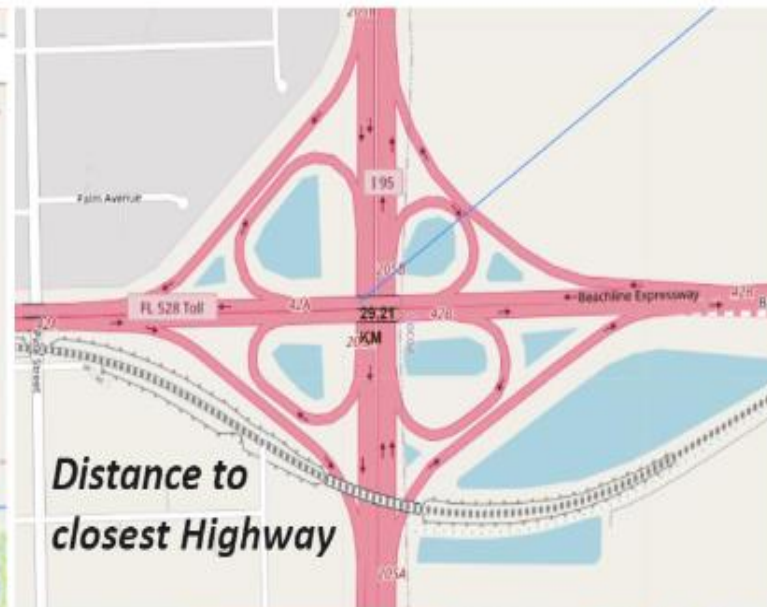 I 95
Palm Avenue
205B
FL 528 Toll
42A
42B
Beachline Expressway
42B
29.21
KM
Distance to
closest Highway
205A